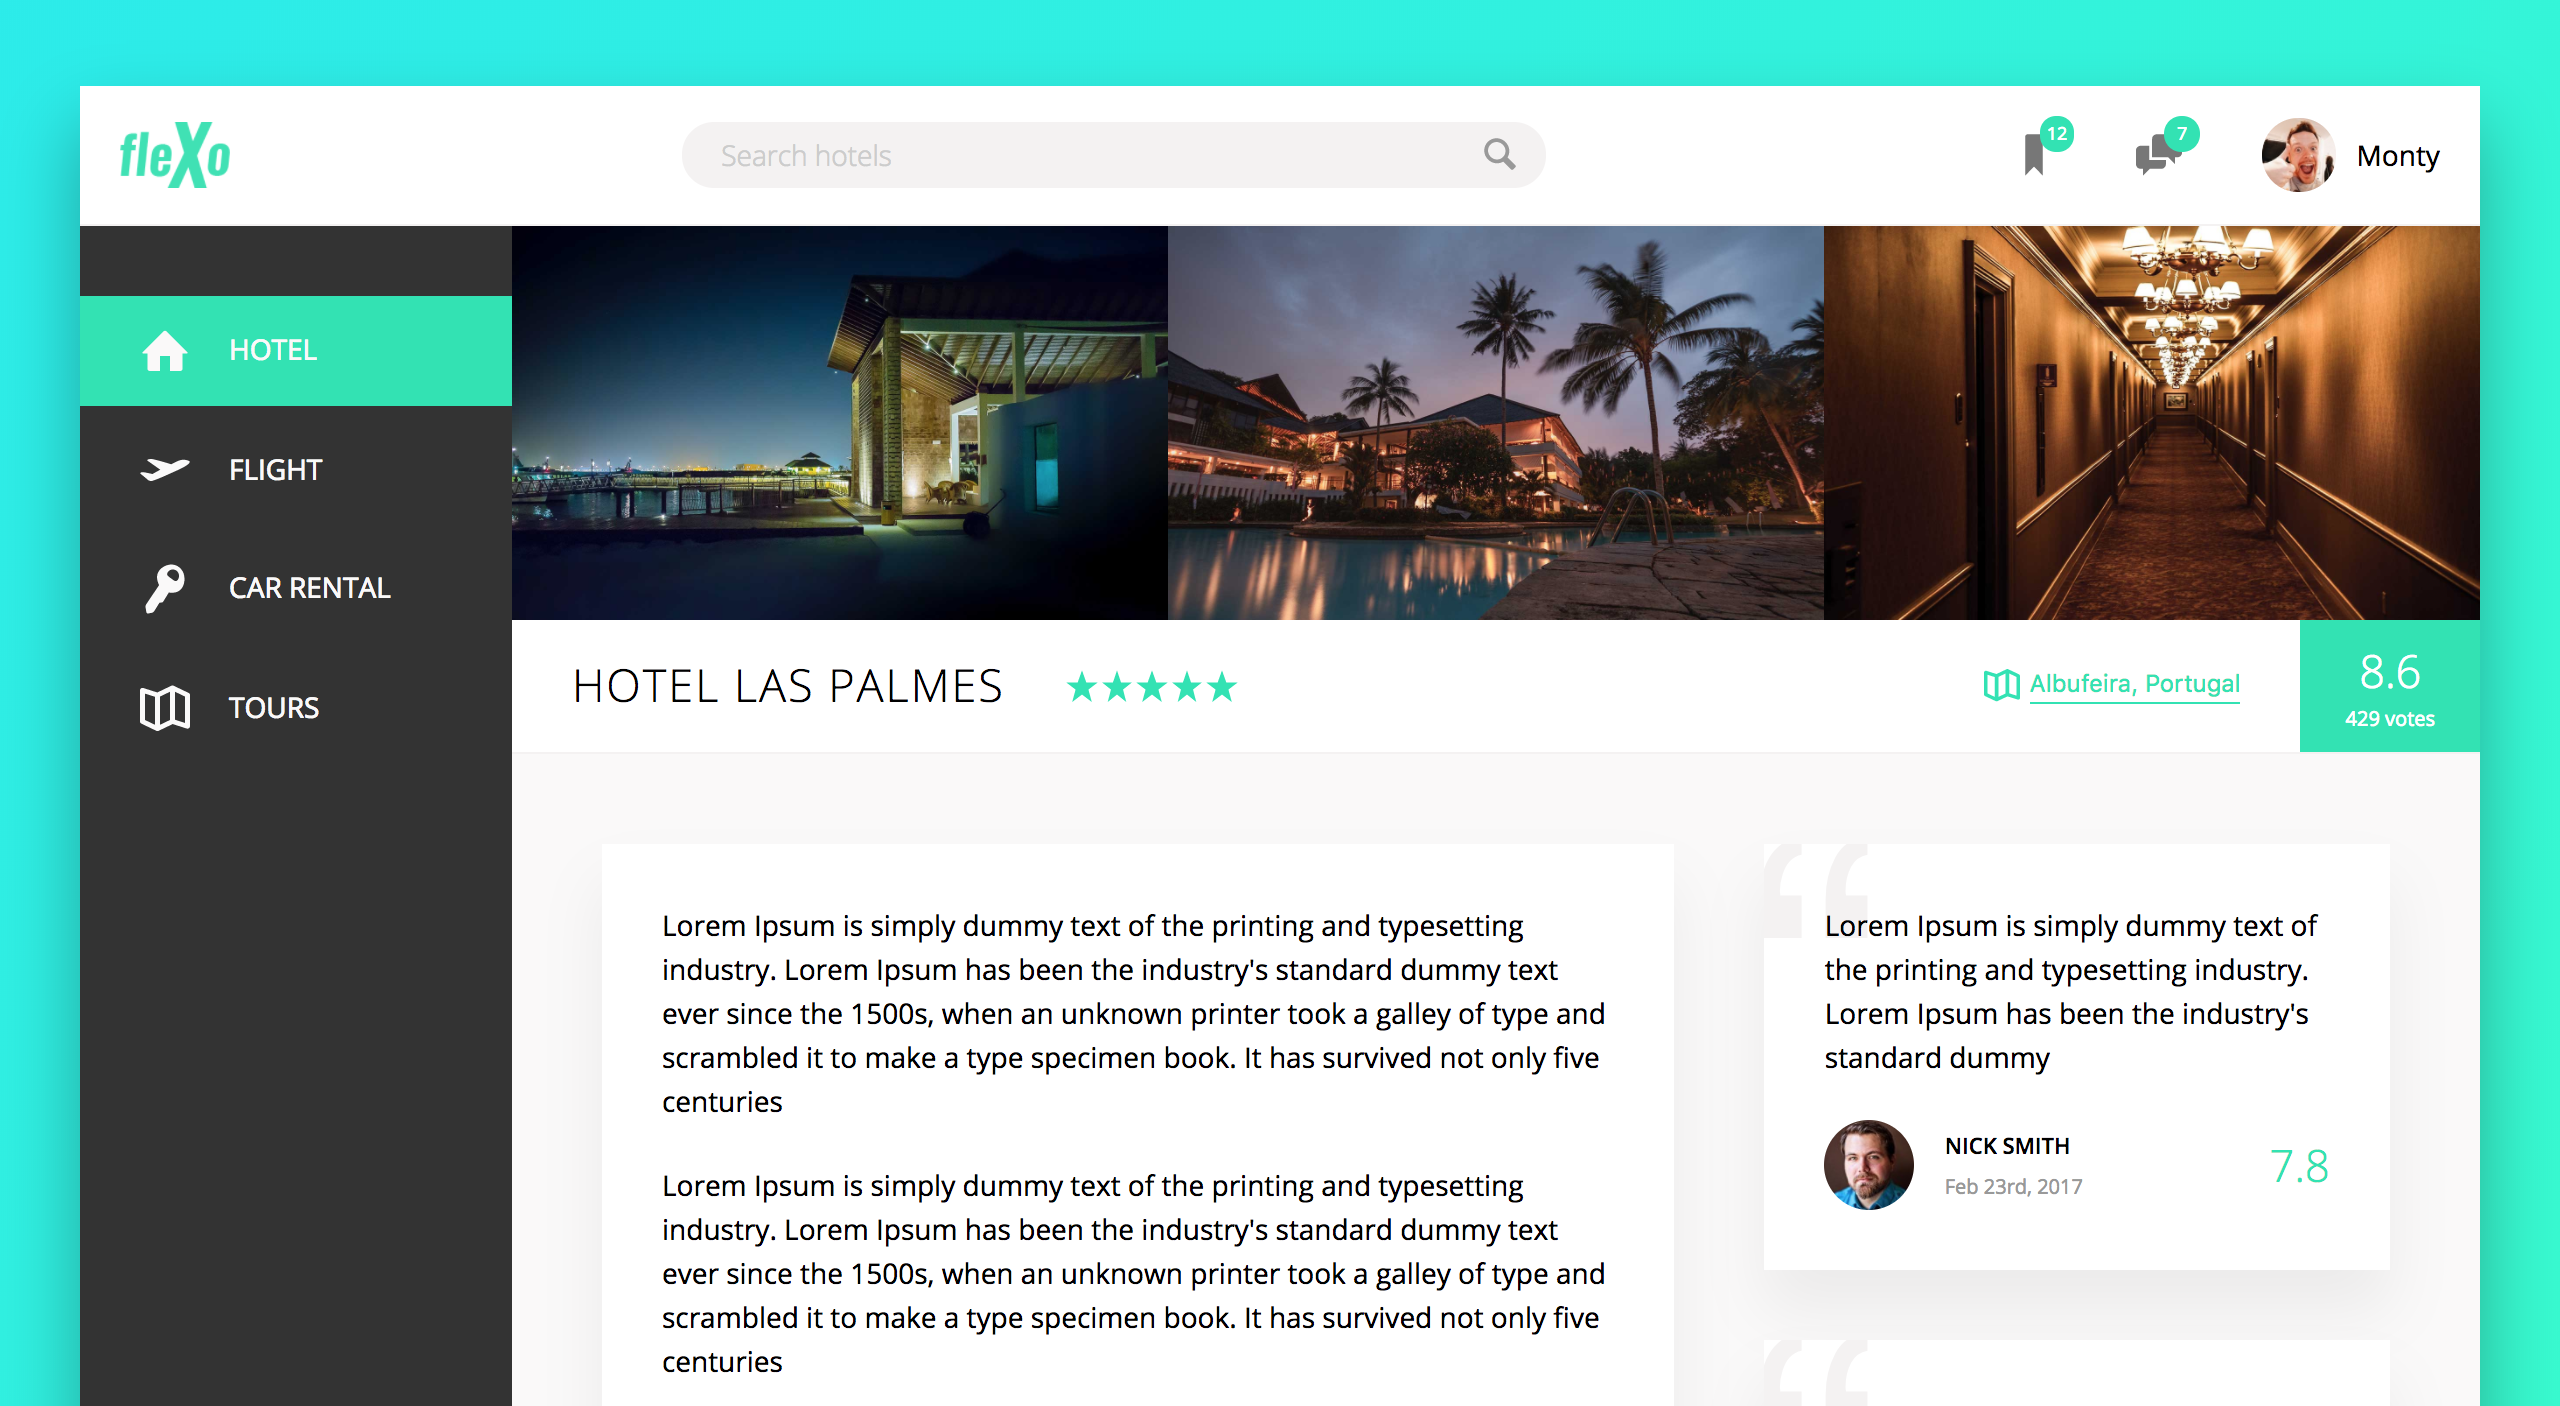 fleXo
Search hotels
12
7
Monty
HOTEL
FLIGHT
CAR RENTAL
TOURS
HOTEL LAS PALMES
Albufeira, Portugal
8.6
429 votes
Lorem Ipsum is simply dummy text of the printing and typesetting
industry. Lorem Ipsum has been the industry's standard dummy text
ever since the 1500s, when an unknown printer took a galley of type and
scrambled it to make a type specimen book. It has survived not only five
centuries
Lorem Ipsum is simply dummy text of the printing and typesetting
industry. Lorem Ipsum has been the industry's standard dummy text
ever since the 1500s, when an unknown printer took a galley of type and
scrambled it to make a type specimen book. It has survived not only five
centuries
“
Lorem Ipsum is simply dummy text of
the printing and typesetting industry.
Lorem Ipsum has been the industry's
standard dummy
NICK SMITH
Feb 23rd, 2017
7.8
“